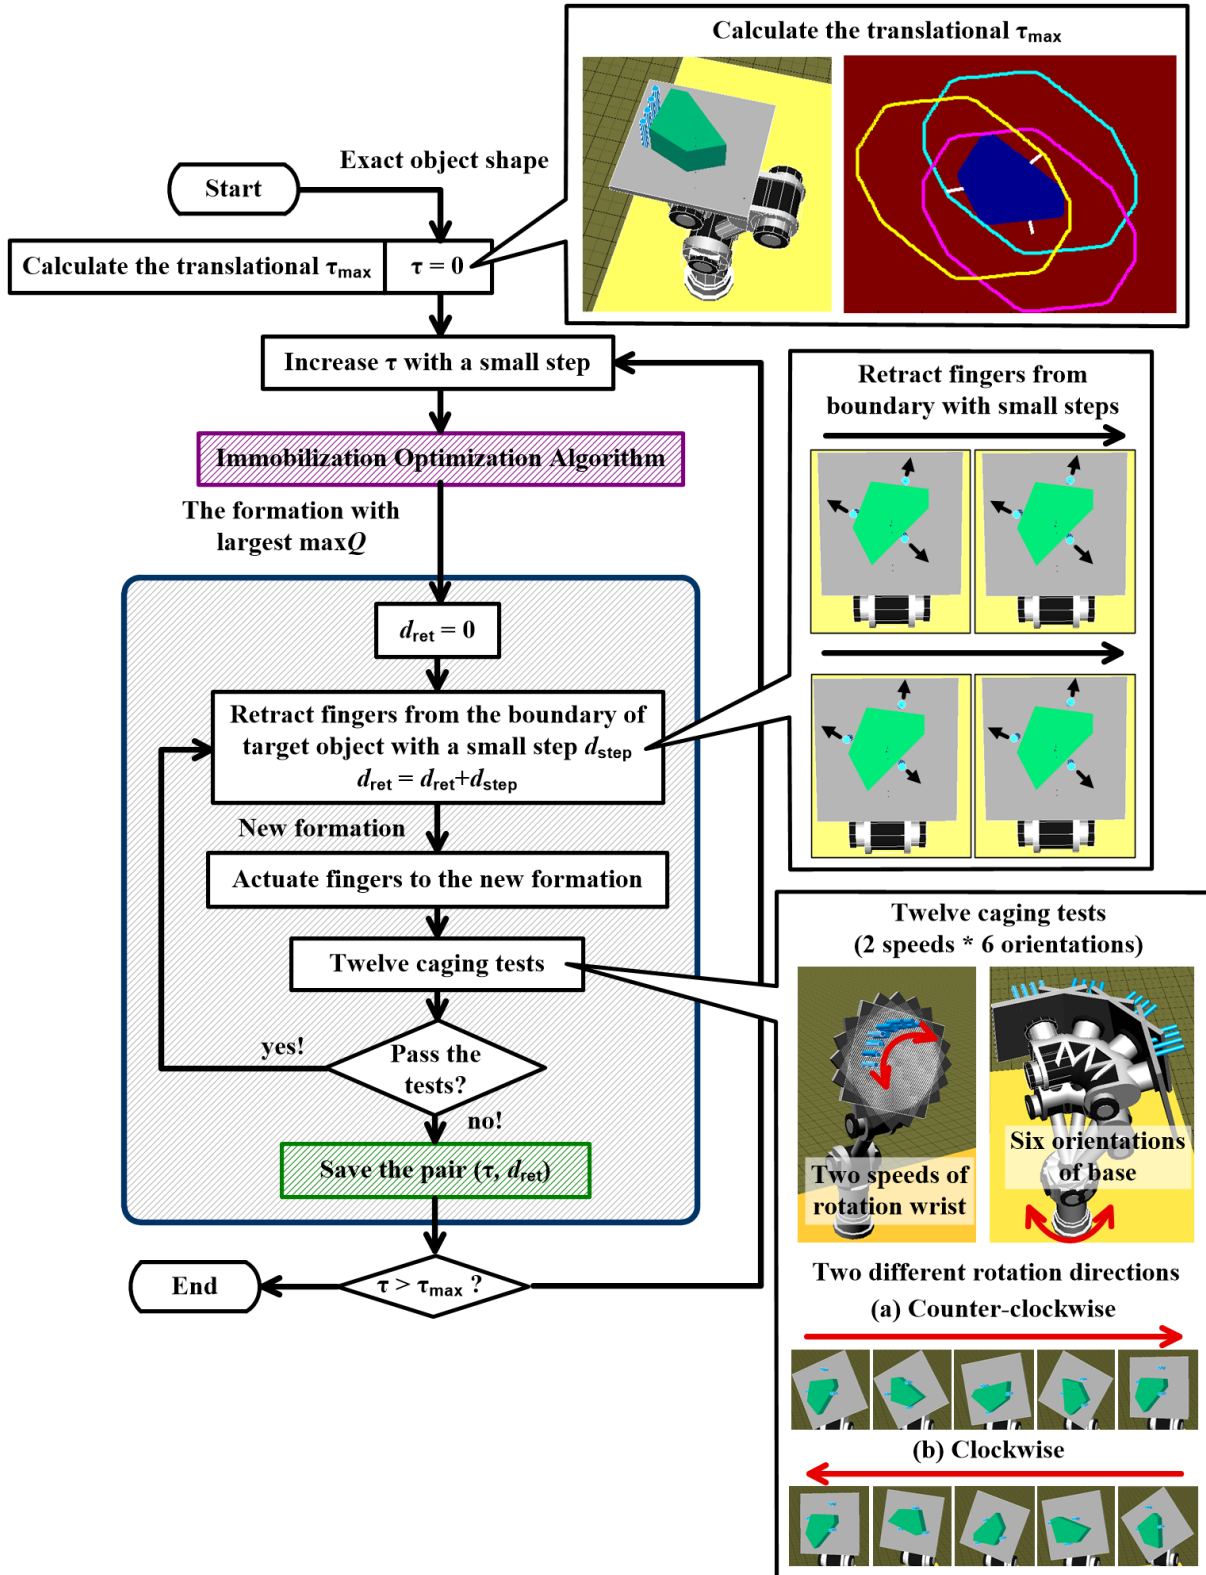 Calculate the translational τmax
Exact object shape
Start
Calculate the translational τmax
τ = 0
Increase τ with a small step
Immobilization Optimization Algorithm
The formation with
largest maxQ
dret = 0
Retract fingers from the boundary of
target object with a small step dstep
dret = dret+dstep
New formation
Actuate fingers to the new formation
Twelve caging tests
Pass the
tests?
yes!
no!
Save the pair (τ, dret)
τ > τmax ?
End
Retract fingers from
boundary with small steps
Twelve caging tests
(2 speeds * 6 orientations)
Two speeds of
rotation wrist
Six orientations
of base
Two different rotation directions
(a) Counter-clockwise
(b) Clockwise